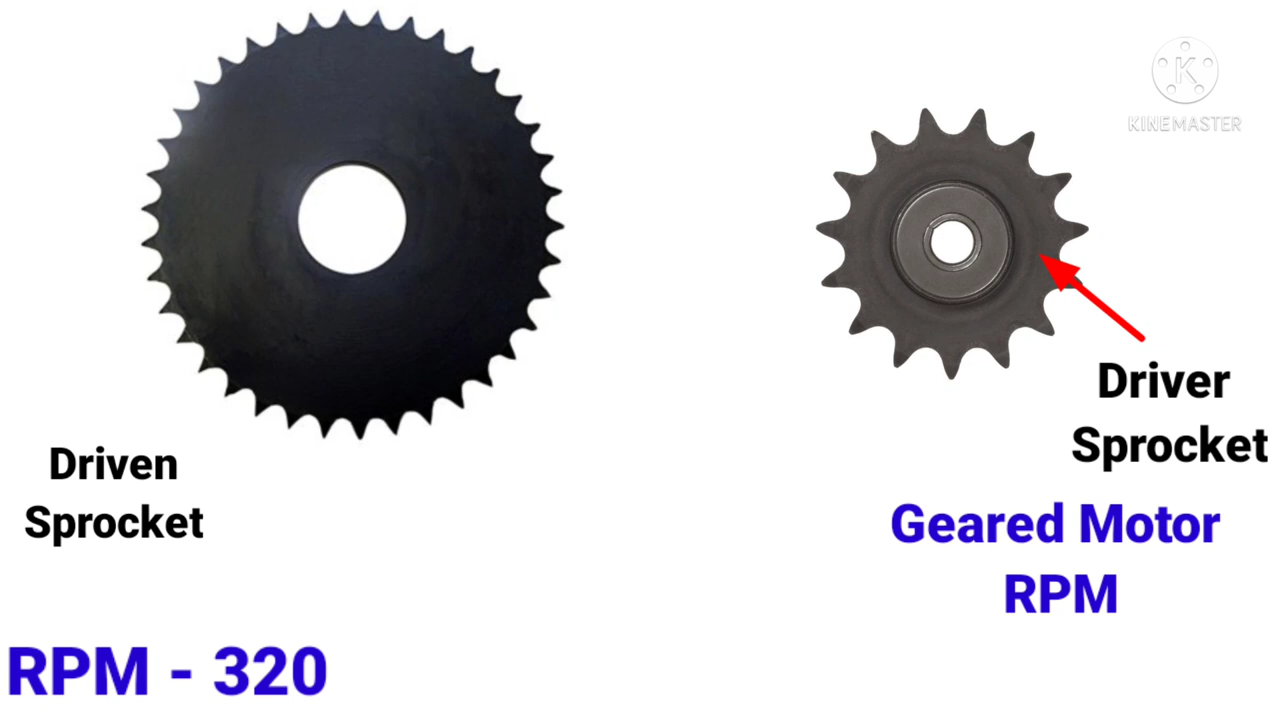 KINEMASTER
Driver
Sprocket
Driven
Sprocket
Geared Motor
RPM
RPM - 320